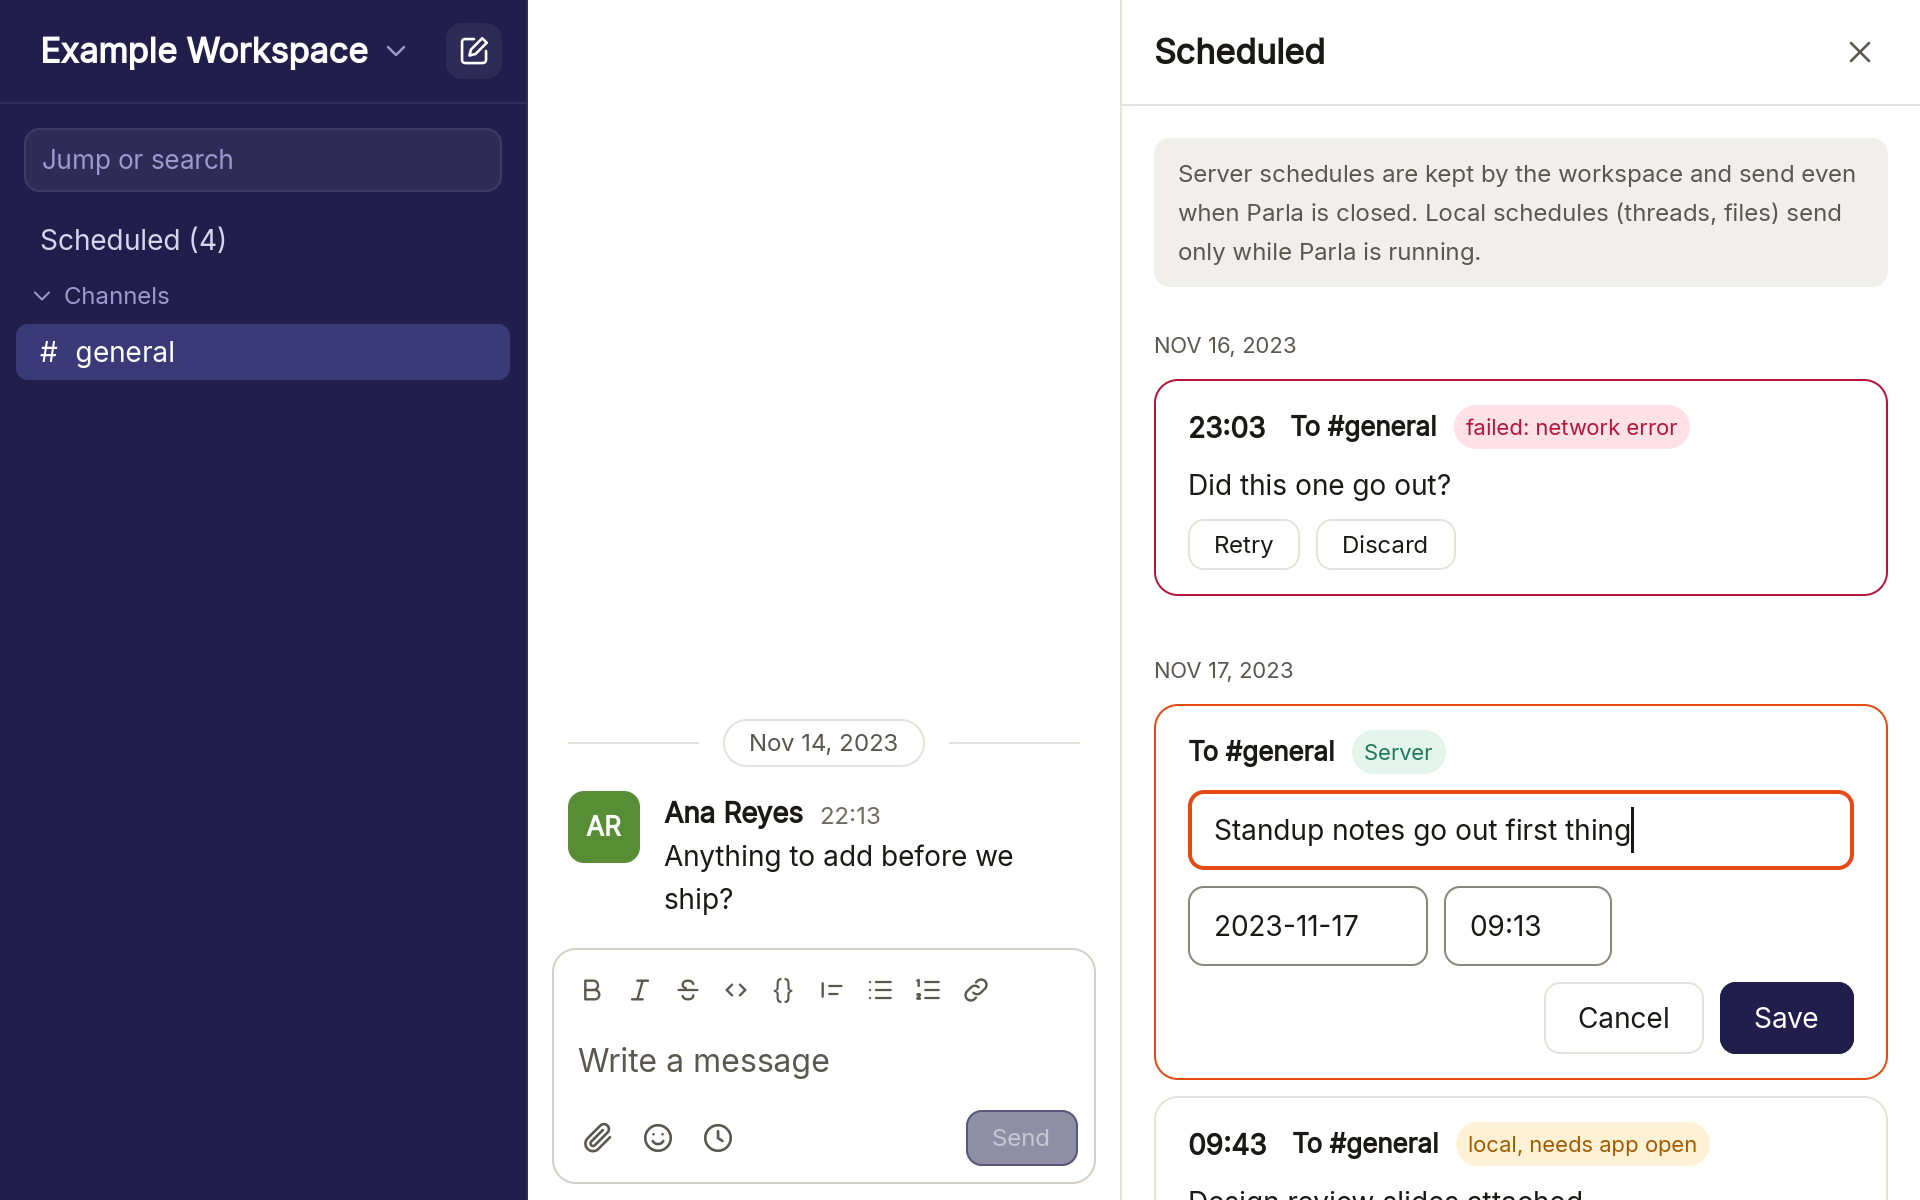 Example Workspace
Jump or search
Scheduled (4)
Channels
# general
Nov 14, 2023
AR
Ana Reyes 22:13
Anything to add before we
ship?
Write a message
Send
Scheduled
Server schedules are kept by the workspace and send even
when Parla is closed. Local schedules (threads, files) send
only while Parla is running.
NOV 16, 2023
23:03 To #general failed: network error
Did this one go out?
Retry Discard
NOV 17, 2023
To #general Server
Standup notes go out first thing
2023-11-17 09:13
Cancel Save
09:43 To #general local, needs app open
Design review slides attached